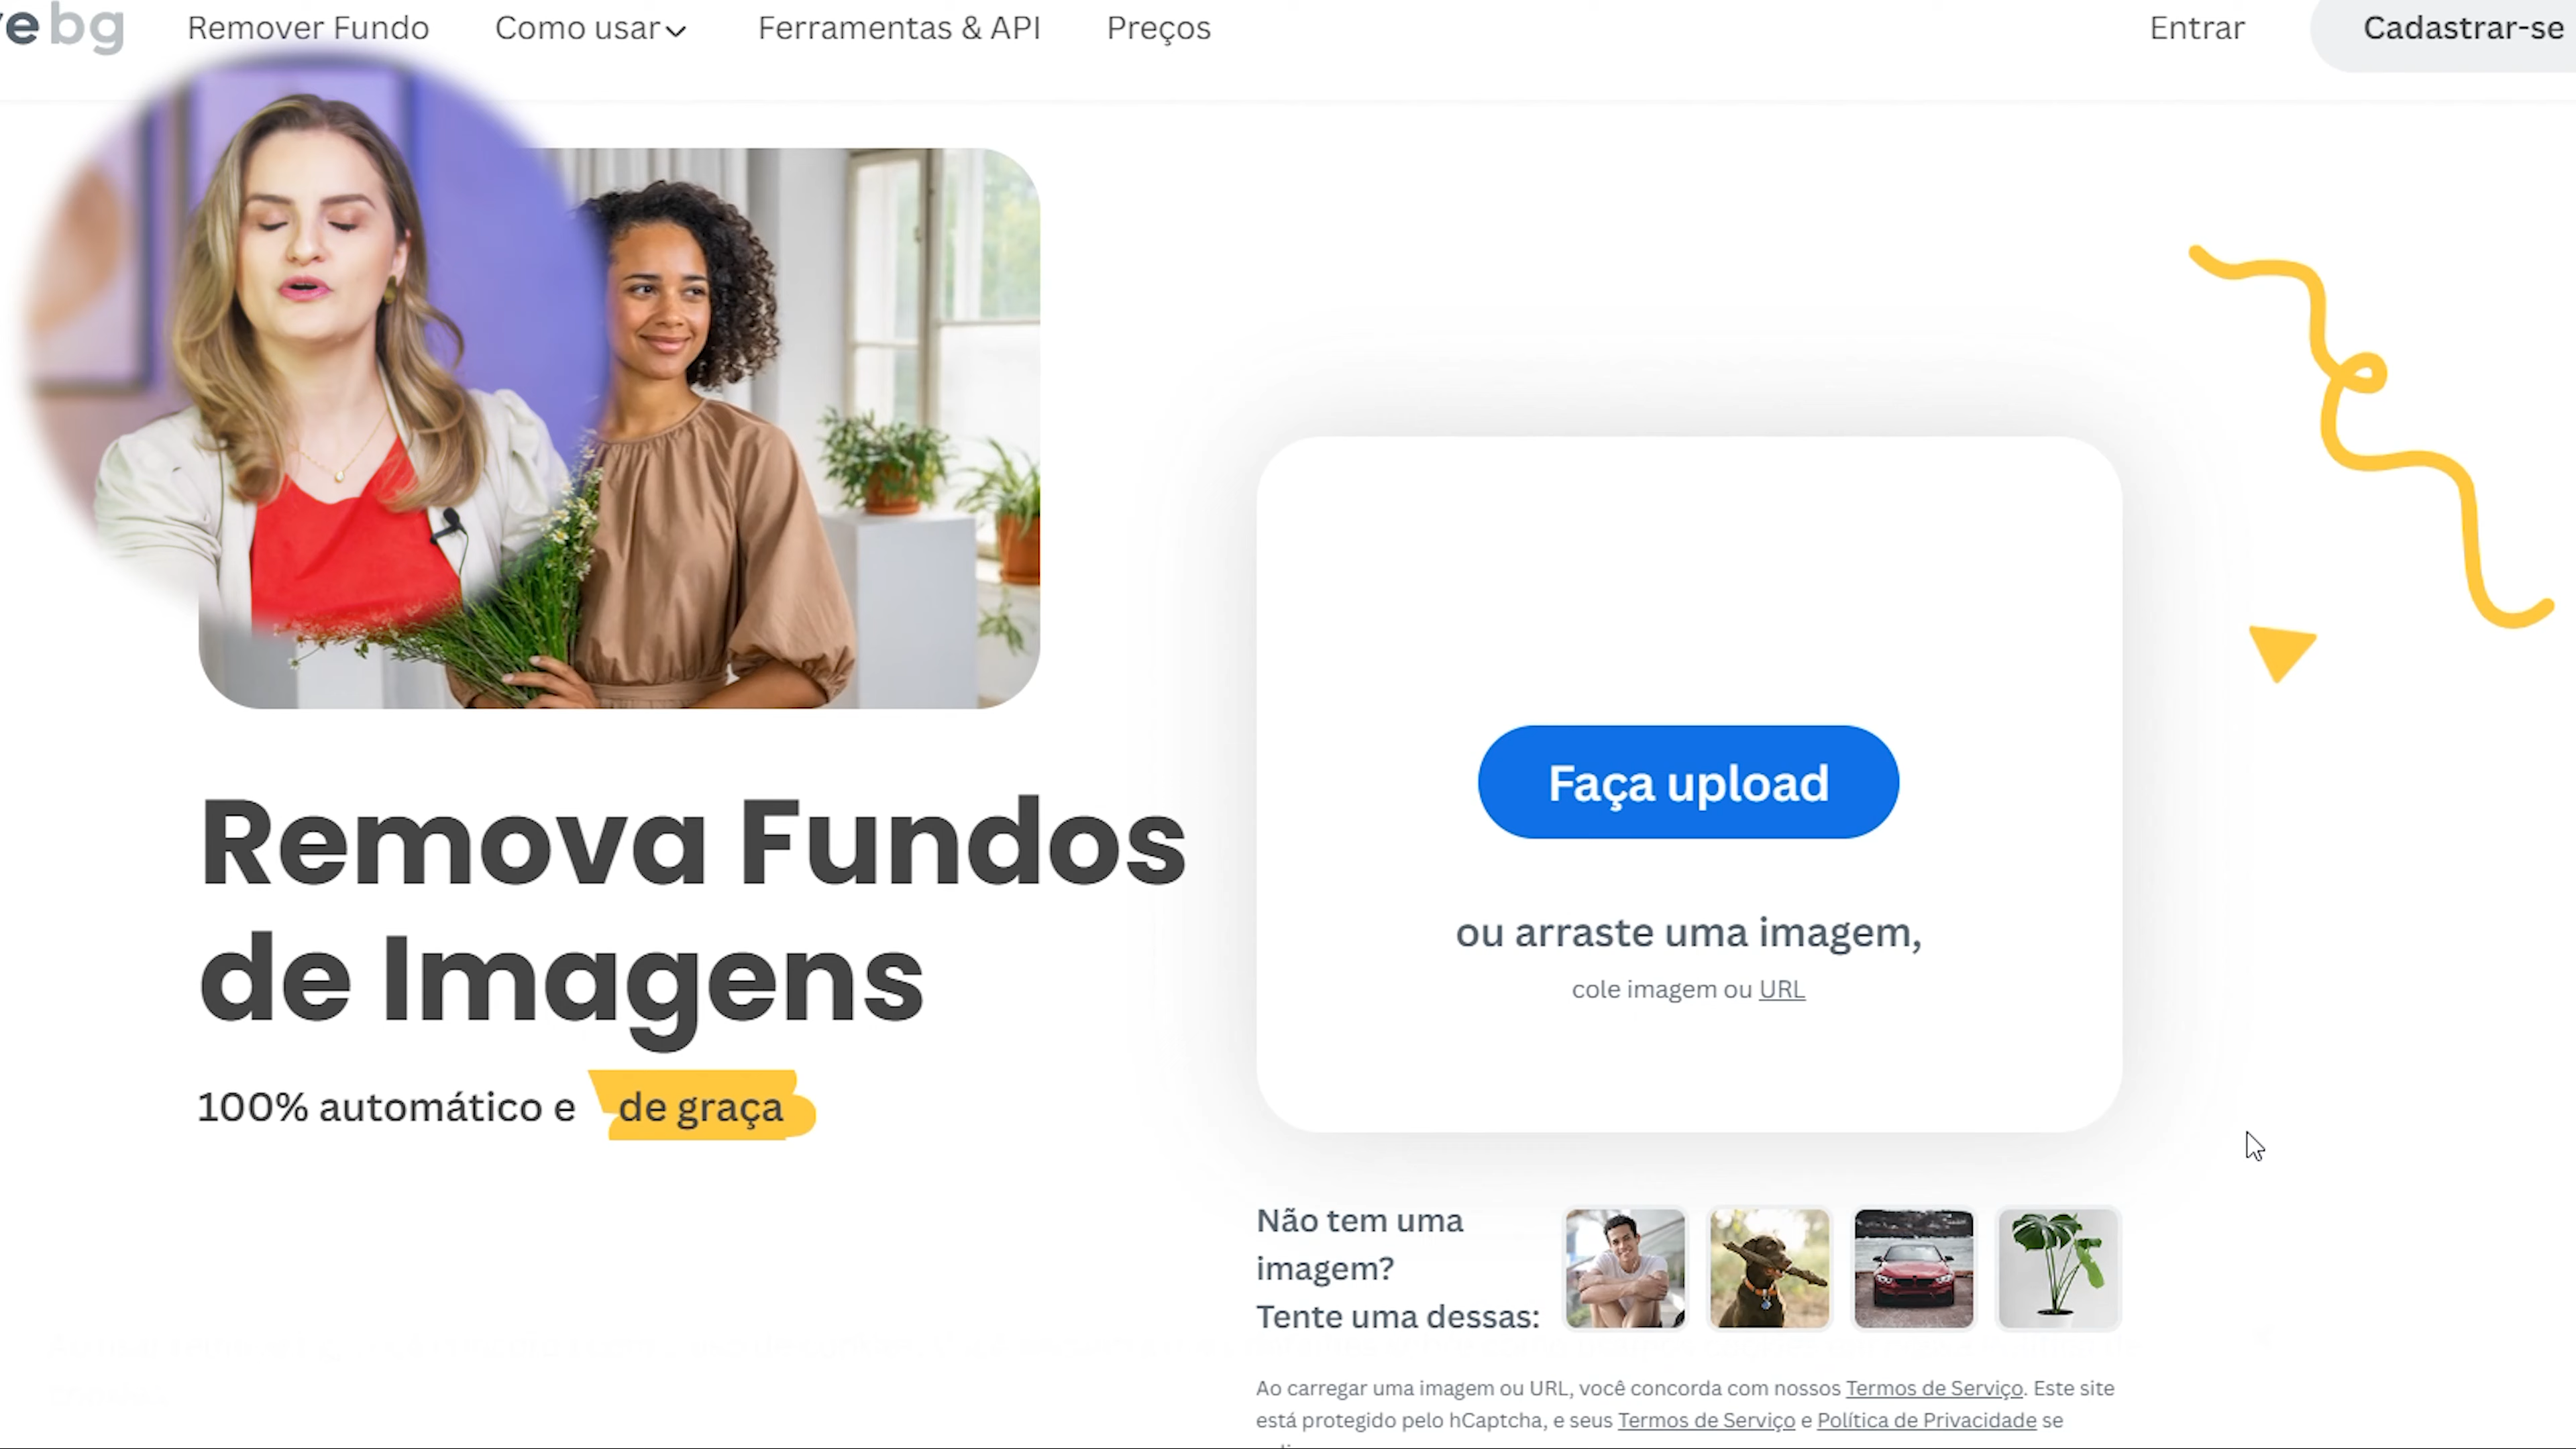 e bg
Remover Fundo
Como usar
Ferramentas & API
Preços
Entrar
Cadastrar-se
Remova Fundos
de Imagens
100% automático e de graça
Faça upload
ou arraste uma imagem,
cole imagem ou URL
Não tem uma
imagem?
Tente uma dessas:
Ao carregar uma imagem ou URL, você concorda com nossos Termos de Serviço. Este site
está protegido pelo hCaptcha, e seus Termos de Serviço e Política de Privacidade se